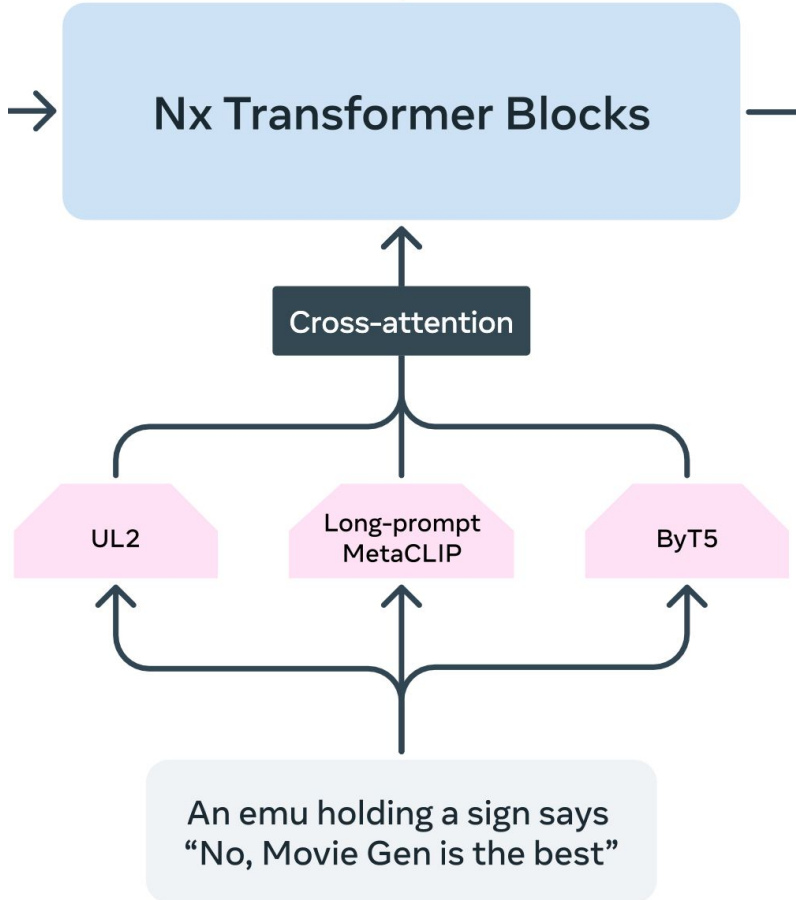 Nx Transformer Blocks
Cross-attention
UL2
Long-prompt
MetaCLIP
ByT5
An emu holding a sign says
“No, Movie Gen is the best”